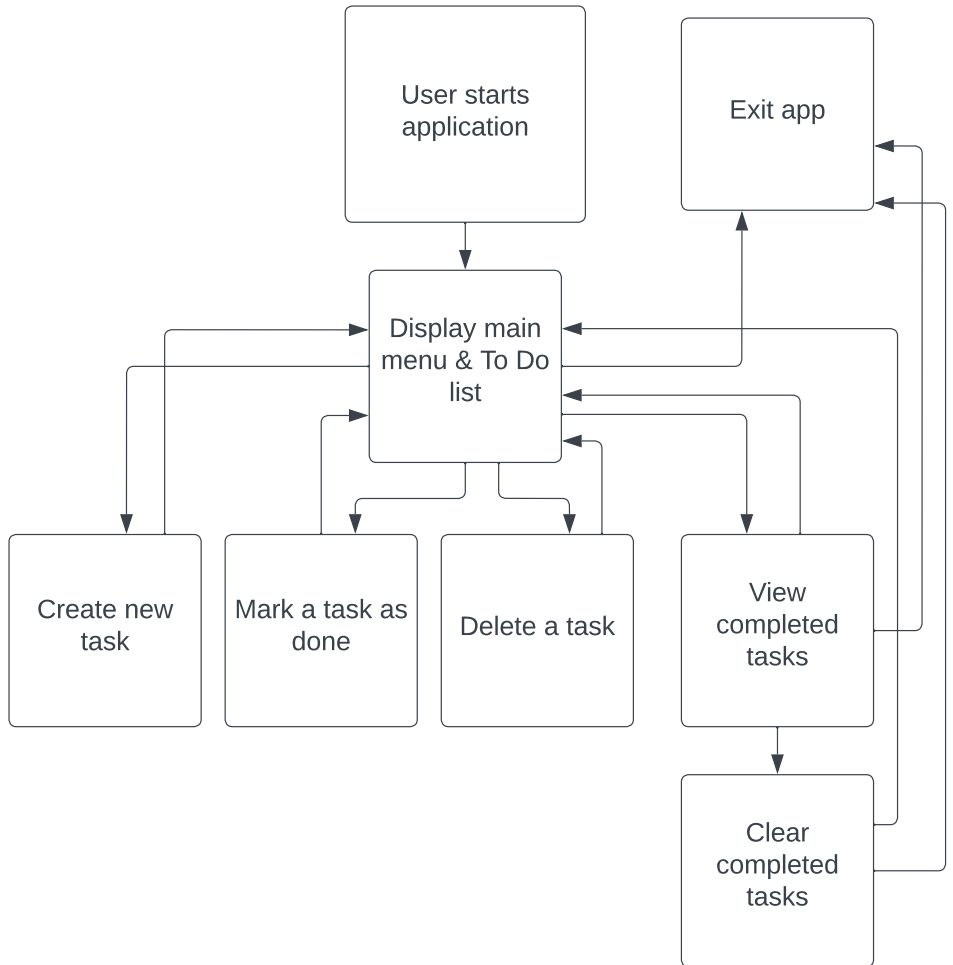 User starts
application
Exit app
Display main
menu & To Do
list
Create new
task
Mark a task as
done
Delete a task
View
completed
tasks
Clear
completed
tasks